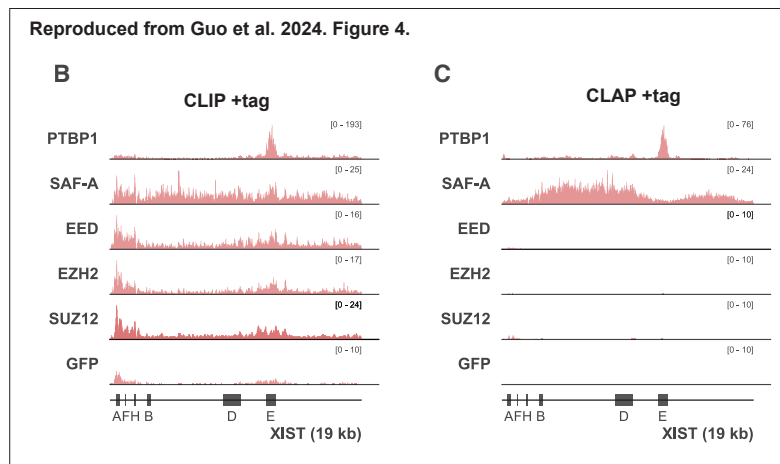 Reproduced from Guo et al. 2024. Figure 4.
B
CLIP +tag
PTBP1 [0 - 193]
SAF-A [0 - 25]
EED [0 - 16]
EZH2 [0 - 17]
SUZ12 [0 - 24]
GFP [0 - 10]
AFH B D E
XIST (19 kb)
C
CLAP +tag
PTBP1 [0 - 76]
SAF-A [0 - 24]
EED [0 - 10]
EZH2 [0 - 10]
SUZ12 [0 - 10]
GFP [0 - 10]
AFH B D E
XIST (19 kb)